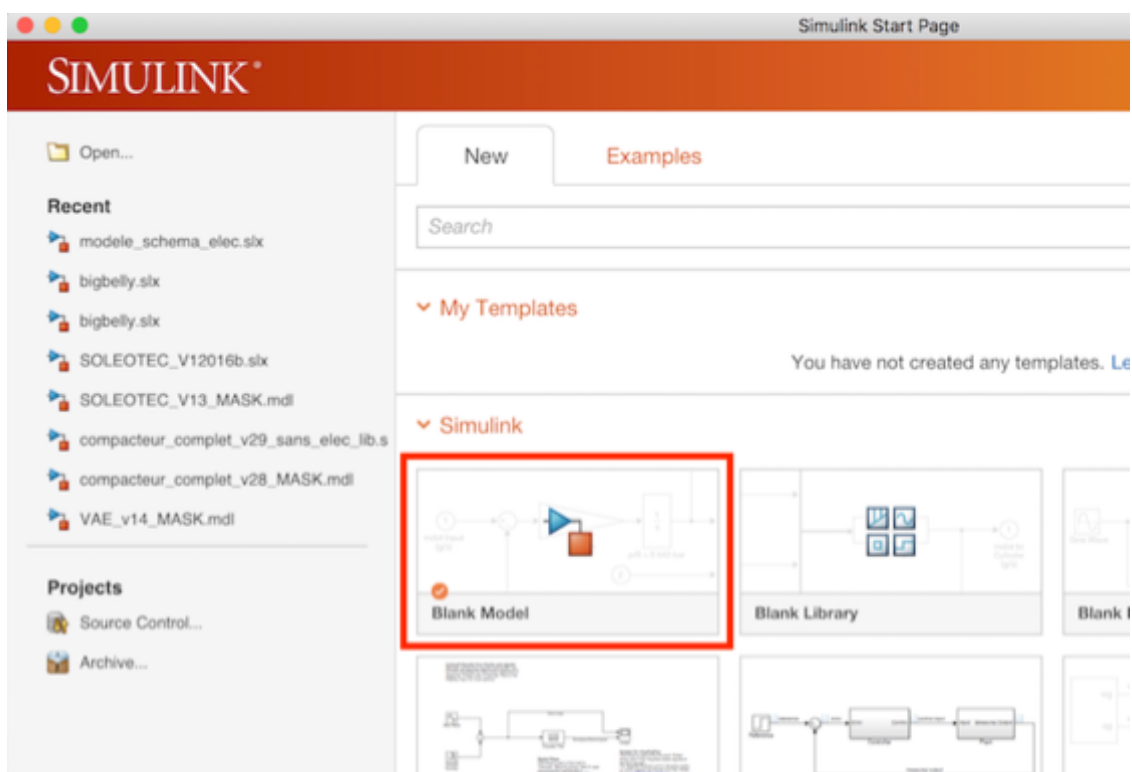 Simulink Start Page
SIMULINK®
Open...
Recent
modele_schema_elec.slx
bigbelly.slx
bigbelly.slx
SOLEOTEC_V12016b.slx
SOLEOTEC_V13_MASK.mdl
compacteur_complet_v29_sans_elec_lib.s
compacteur_complet_v28_MASK.mdl
VAE_v14_MASK.mdl
Projects
Source Control...
Archive...
New
Examples
Search
My Templates
You have not created any templates. Le
Simulink
Blank Model
Blank Library
Blank